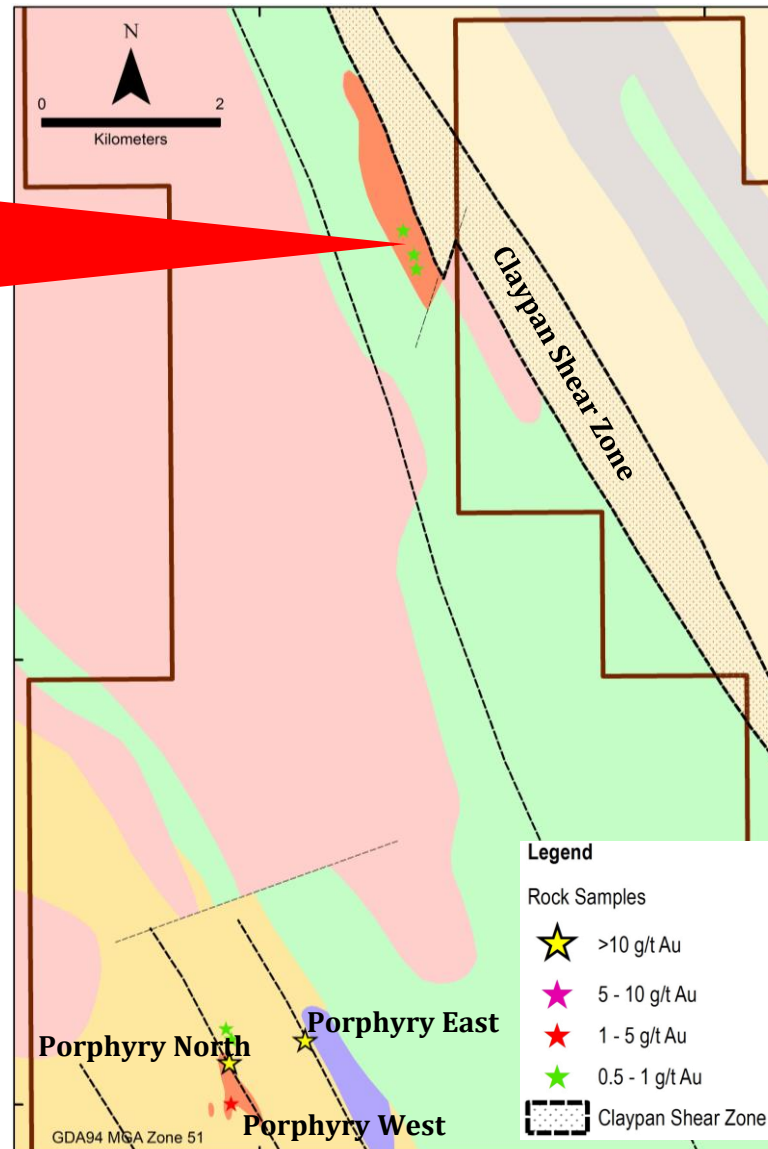 N
0 2
Kilometers
Claypan Shear Zone
Porphyry East
Porphyry North
Porphyry West
GDA94 MGA Zone 51
Legend
Rock Samples
>10 g/t Au
5 - 10 g/t Au
1 - 5 g/t Au
0.5 - 1 g/t Au
Claypan Shear Zone